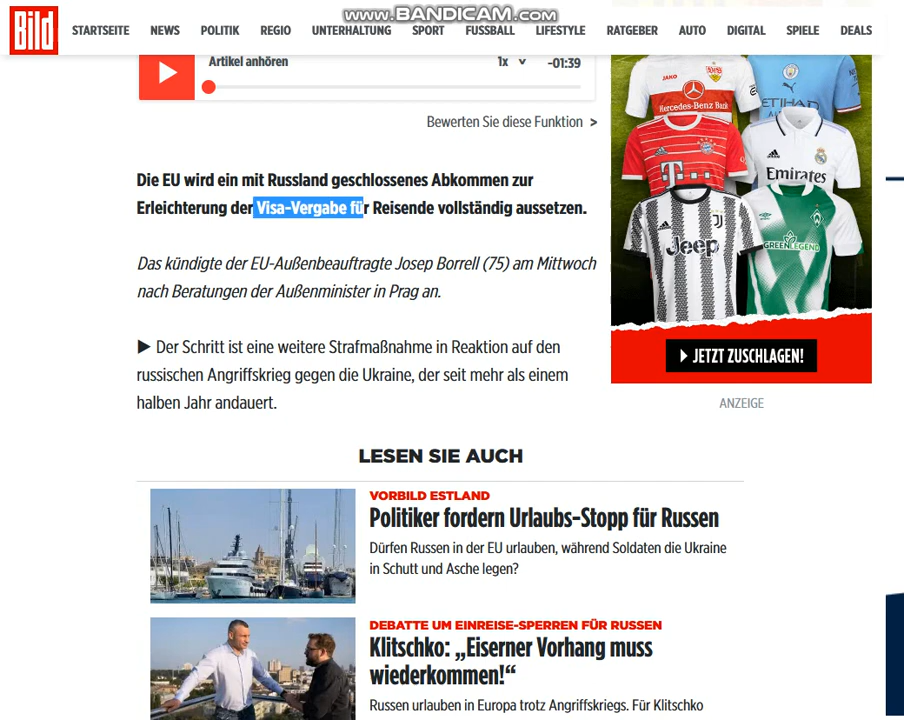 www.BANDICAM.com
Bild
STARTSEITE NEWS POLITIK REGIO UNTERHALTUNG SPORT FUSSBALL LIFESTYLE RATGEBER AUTO DIGITAL SPIELE DEALS
Artikel anhören 1x -01:39
Bewerten Sie diese Funktion >
Die EU wird ein mit Russland geschlossenes Abkommen zur
Erleichterung der Visa-Vergabe für Reisende vollständig aussetzen.
Das kündigte der EU-Außenbeauftragte Josep Borrell (75) am Mittwoch
nach Beratungen der Außenminister in Prag an.
▶ Der Schritt ist eine weitere Strafmaßnahme in Reaktion auf den
russischen Angriffskrieg gegen die Ukraine, der seit mehr als einem
halben Jahr andauert.
JAKO
Mercedes-Benz Bank
ETIHAD
adidas
Emirates
Jeep
GREENLEGEND
JETZT ZUSCHLAGEN!
ANZEIGE
LESEN SIE AUCH
VORBILD ESTLAND
Politiker fordern Urlaubs-Stopp für Russen
Dürfen Russen in der EU urlauben, während Soldaten die Ukraine
in Schutt und Asche legen?
DEBATTE UM EINREISE-SPERREN FÜR RUSSEN
Klitschko: „Eiserner Vorhang muss
wiederkommen!“
Russen urlauben in Europa trotz Angriffskriegs. Für Klitschko